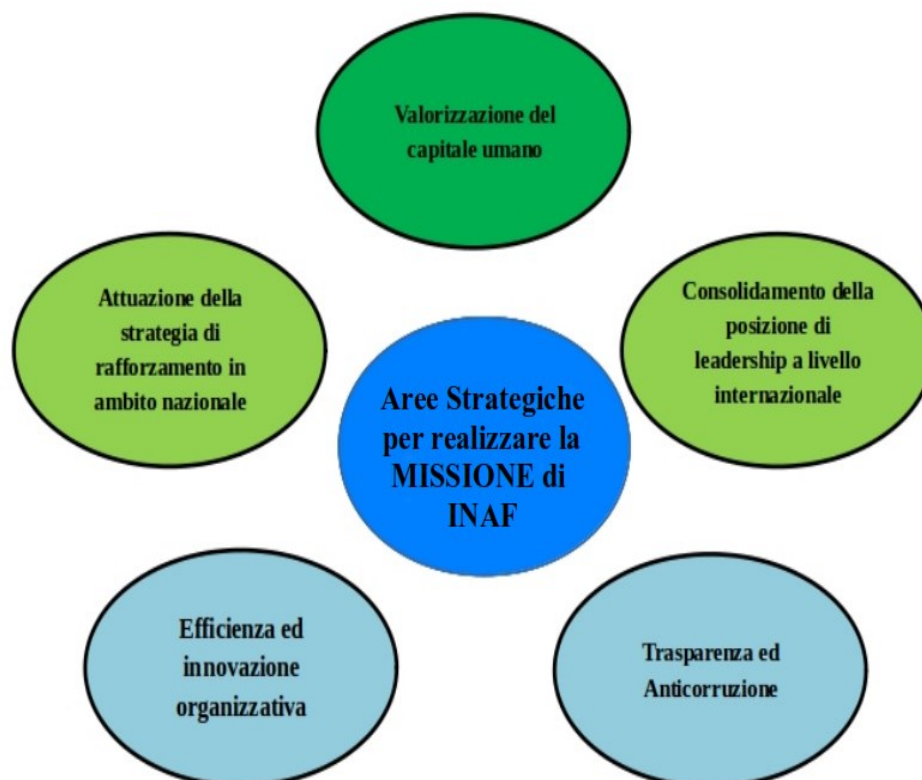 Valorizzazione del
capitale umano
Attuazione della
strategia di
rafforzamento in
ambito nazionale
Consolidamento della
posizione di
leadership a livello
internazionale
Aree Strategiche
per realizzare la
MISSIONE di
INAF
Efficienza ed
innovazione
organizzativa
Trasparenza ed
Anticorruzione